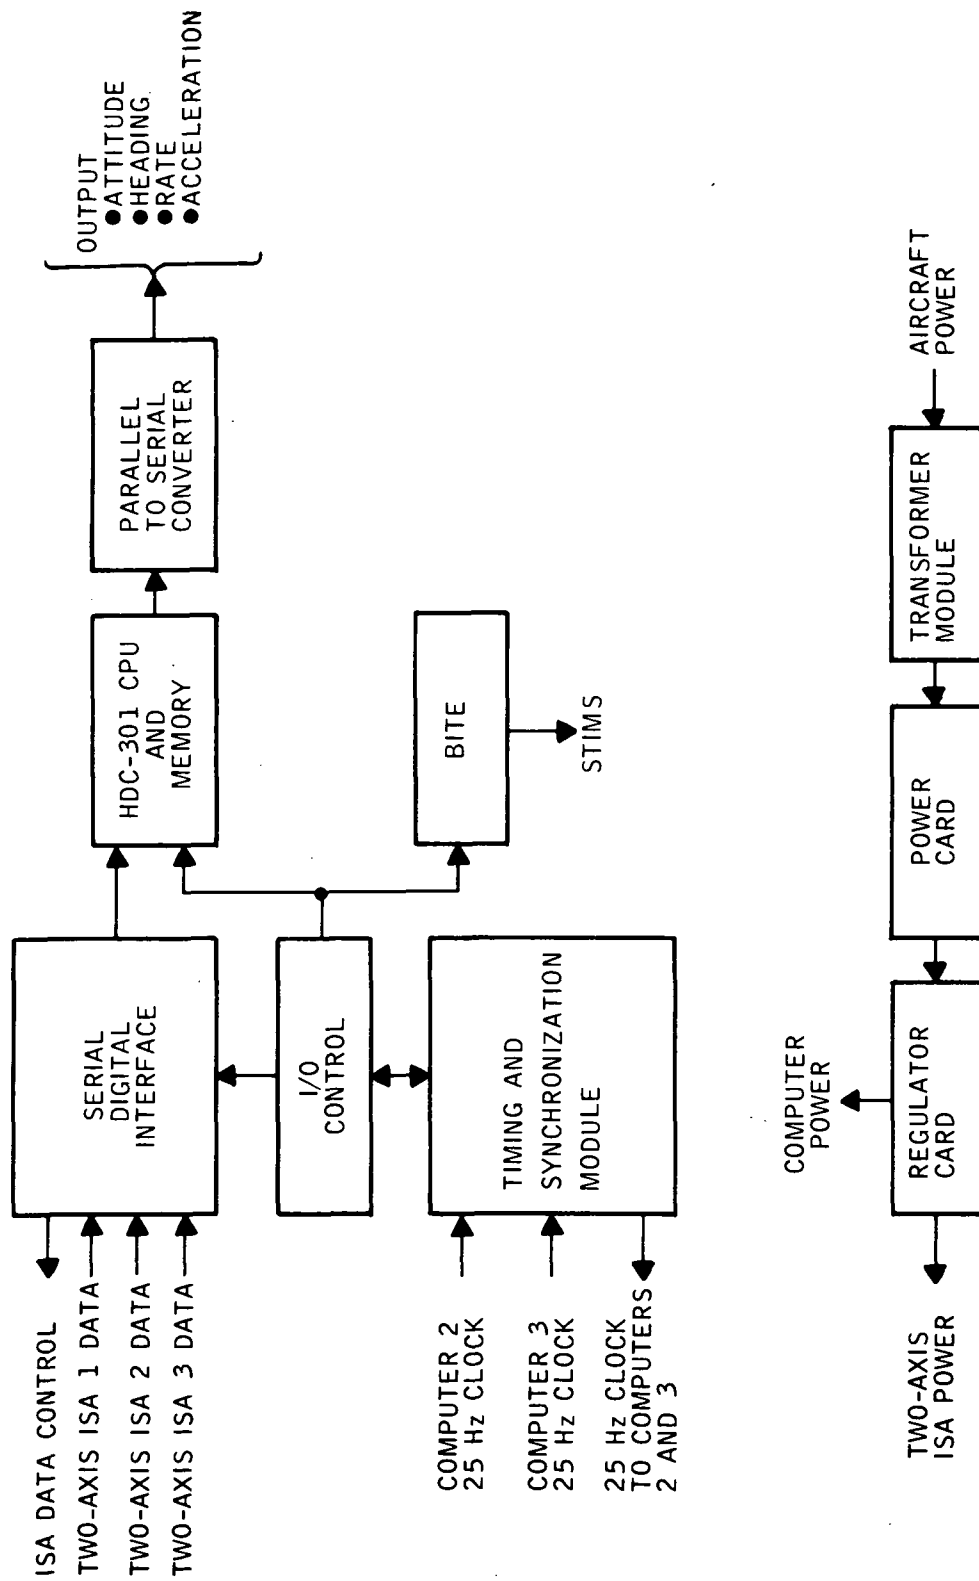 ISA DATA CONTROL
TWO-AXIS ISA 1 DATA
TWO-AXIS ISA 2 DATA
TWO-AXIS ISA 3 DATA
SERIAL
DIGITAL
INTERFACE
HDC-301 CPU
AND
MEMORY
PARALLEL
TO SERIAL
CONVERTER
OUTPUT
●ATTITUDE
●HEADING
●RATE
●ACCELERATION
I/O
CONTROL
BITE
STIMS
COMPUTER 2
25 Hz CLOCK
COMPUTER 3
25 Hz CLOCK
25 Hz CLOCK
TO COMPUTERS
2 AND 3
TIMING AND
SYNCHRONIZATION
MODULE
COMPUTER
POWER
TWO-AXIS
ISA POWER
REGULATOR
CARD
POWER
CARD
TRANSFORMER
MODULE
AIRCRAFT
POWER